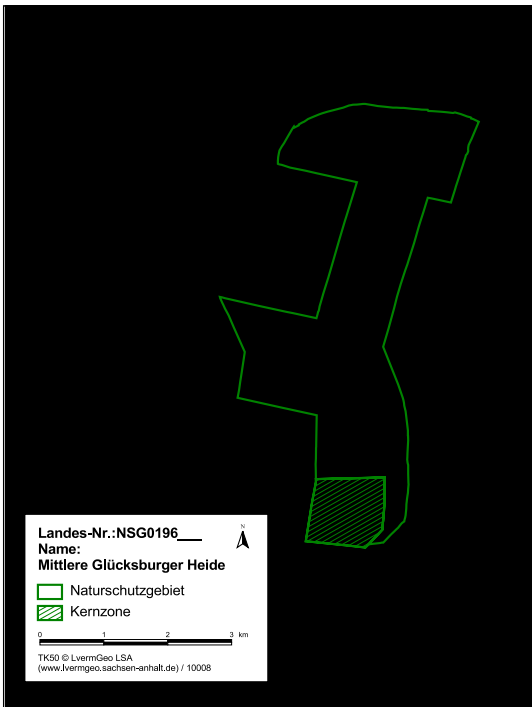 Landes-Nr.:NSG0196___
N
Name:
Mittlere Glücksburger Heide
Naturschutzgebiet
Kernzone
0 1 2 3 km
TK50 © LvermGeo LSA
(www.lvermgeo.sachsen-anhalt.de) / 10008